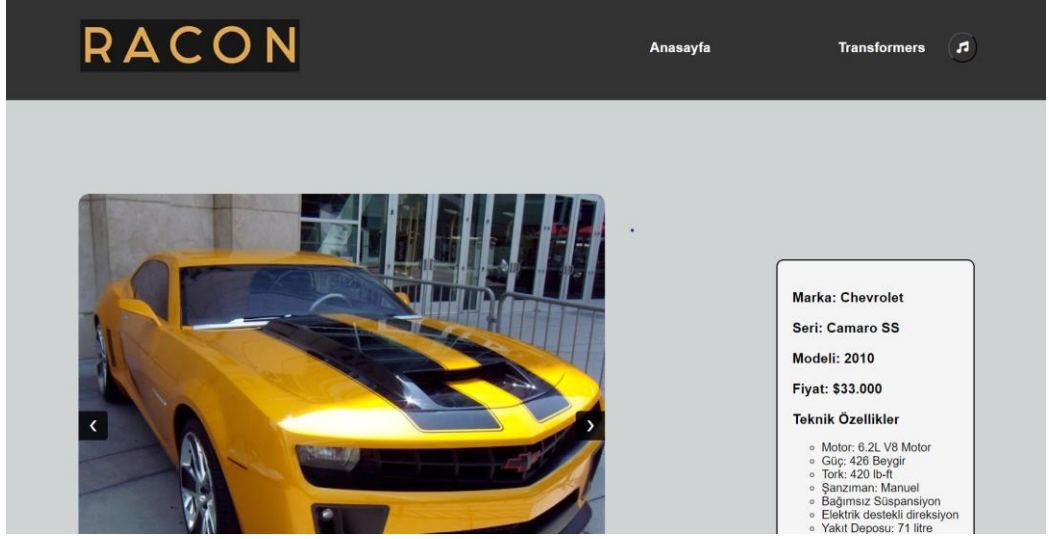 RACON
Anasayfa
Transformers
Marka: Chevrolet
Seri: Camaro SS
Modeli: 2010
Fiyat: $33.000
Teknik Özellikler
Motor: 6.2L V8 Motor
Güç: 426 Beygir
Tork: 420 lb-ft
Şanzıman: Manuel
Bağımsız Süspansiyon
Elektrik destekli direksiyon
Yakıt Deposu: 71 litre